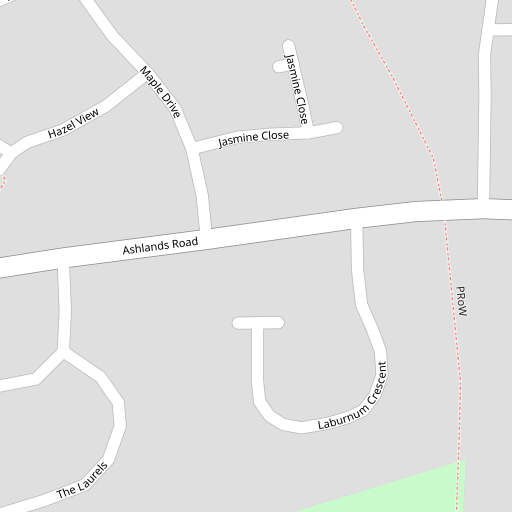 Jasmine Close
Maple Drive
Hazel View
Jasmine Close
Ashlands Road
PRoW
Laburnum Crescent
The Laurels